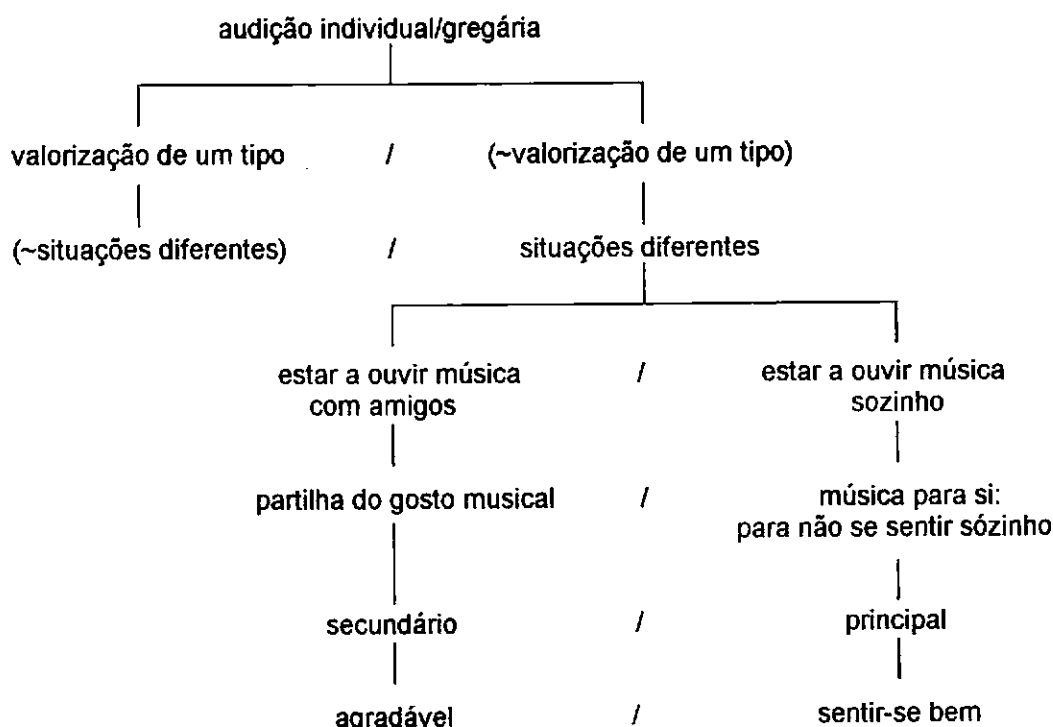 audição individual/gregária
valorização de um tipo / (~valorização de um tipo)
(~situações diferentes) / situações diferentes
estar a ouvir música / estar a ouvir música
com amigos sozinho
partilha do gosto musical / música para si:
para não se sentir sózinho
secundário / principal
agradável / sentir-se bem